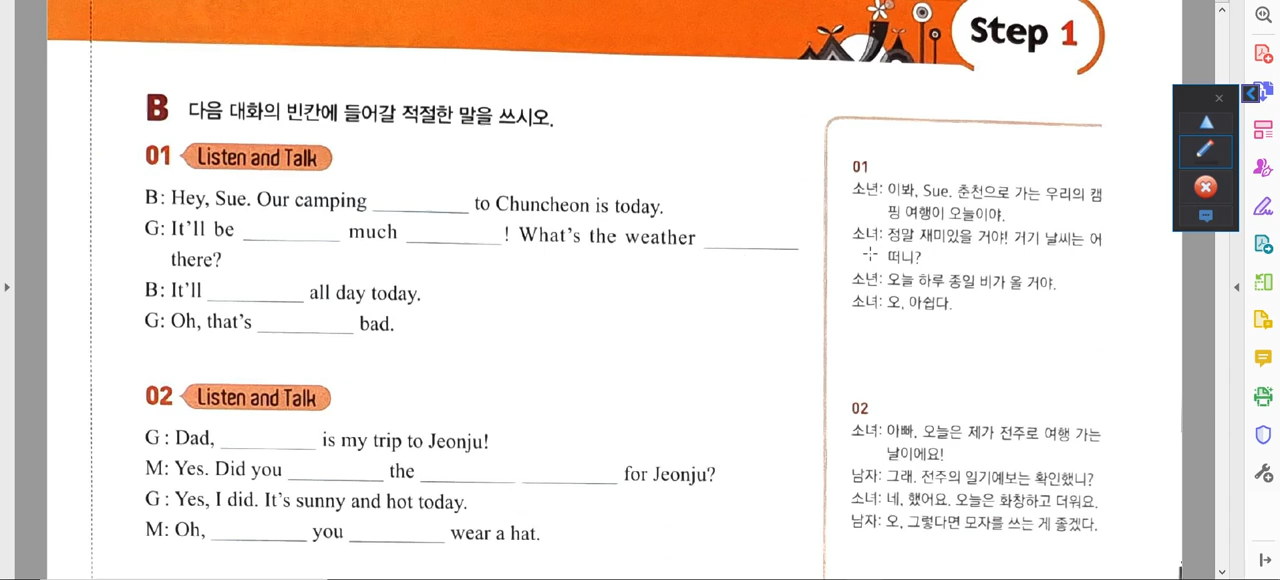 Step 1
B 다음 대화의 빈칸에 들어갈 적절한 말을 쓰시오.
01 Listen and Talk
B: Hey, Sue. Our camping _________ to Chuncheon is today.
G: It'll be _________ much _________! What's the weather _________
there?
B: It'll _________ all day today.
G: Oh, that's _________ bad.
02 Listen and Talk
G: Dad, _________ is my trip to Jeonju!
M: Yes. Did you _________ the _________ _________ for Jeonju?
G: Yes, I did. It's sunny and hot today.
M: Oh, _________ you _________ wear a hat.
01
소년: 이봐, Sue. 춘천으로 가는 우리의 캠
핑 여행이 오늘이야.
소녀: 정말 재미있을 거야! 거기 날씨는 어
떠니?
소년: 오늘 하루 종일 비가 올 거야.
소녀: 오, 아쉽다.
02
소녀: 아빠, 오늘은 제가 전주로 여행 가는
날이에요!
남자: 그래. 전주의 일기예보는 확인했니?
소녀: 네, 했어요. 오늘은 화창하고 더워요.
남자: 오, 그렇다면 모자를 쓰는 게 좋겠다.